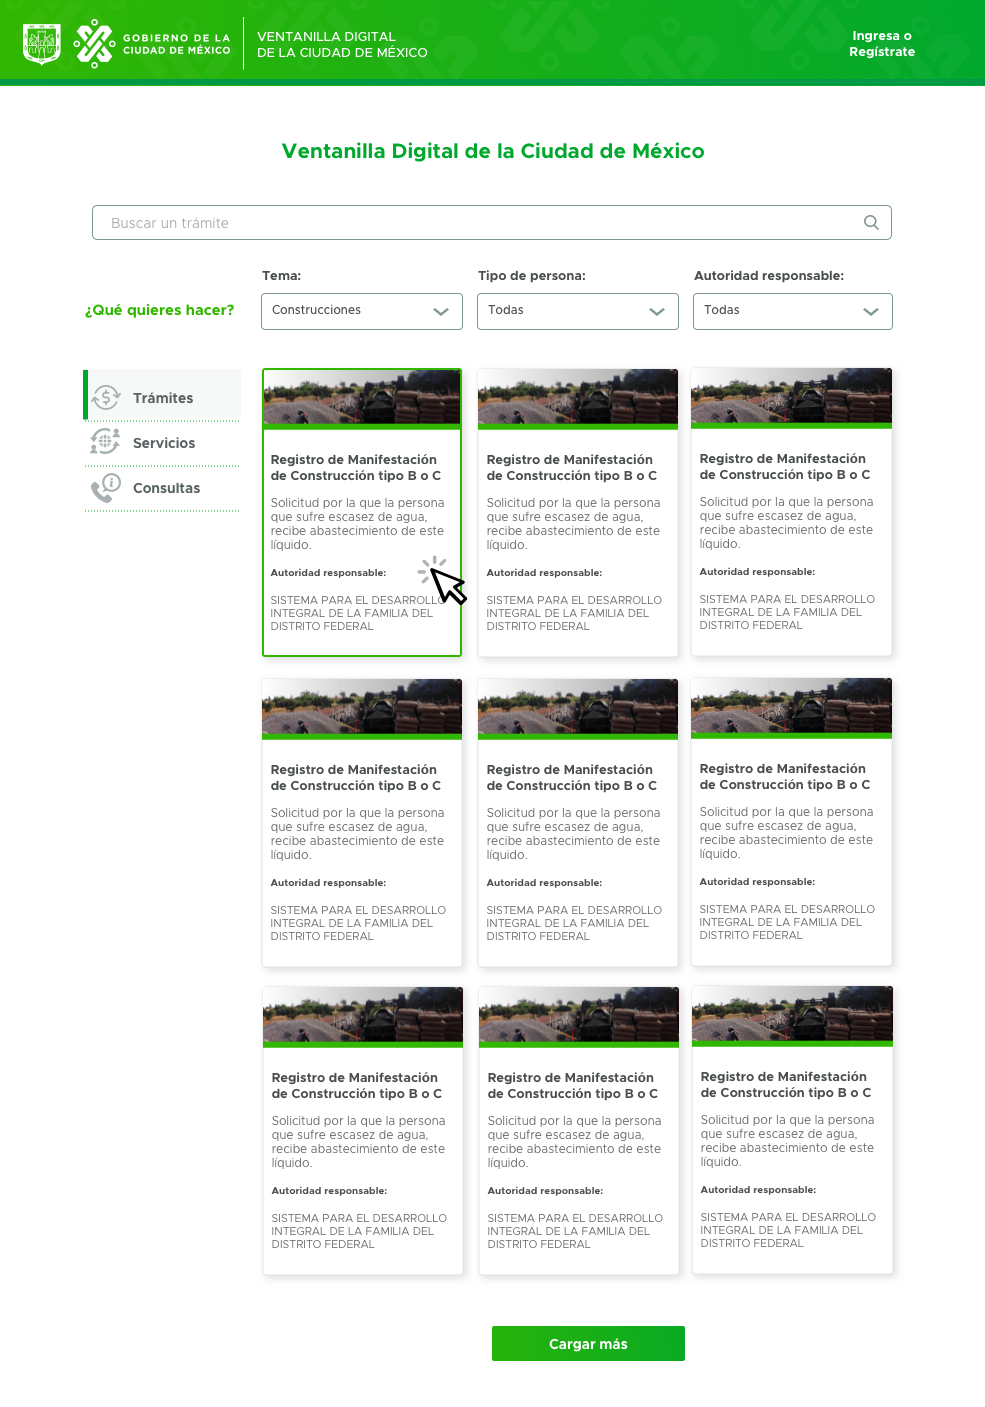 GOBIERNO DE LA
CIUDAD DE MÉXICO
VENTANILLA DIGITAL
DE LA CIUDAD DE MÉXICO
Ingresa o
Regístrate
Ventanilla Digital de la Ciudad de México
Buscar un trámite
¿Qué quieres hacer?
Tema:
Construcciones
Tipo de persona:
Todas
Autoridad responsable:
Todas
Trámites
Servicios
Consultas
Registro de Manifestación
de Construcción tipo B o C
Solicitud por la que la persona
que sufre escasez de agua,
recibe abastecimiento de este
líquido.
Autoridad responsable:
SISTEMA PARA EL DESARROLLO
INTEGRAL DE LA FAMILIA DEL
DISTRITO FEDERAL
Registro de Manifestación
de Construcción tipo B o C
Solicitud por la que la persona
que sufre escasez de agua,
recibe abastecimiento de este
líquido.
Autoridad responsable:
SISTEMA PARA EL DESARROLLO
INTEGRAL DE LA FAMILIA DEL
DISTRITO FEDERAL
Registro de Manifestación
de Construcción tipo B o C
Solicitud por la que la persona
que sufre escasez de agua,
recibe abastecimiento de este
líquido.
Autoridad responsable:
SISTEMA PARA EL DESARROLLO
INTEGRAL DE LA FAMILIA DEL
DISTRITO FEDERAL
Registro de Manifestación
de Construcción tipo B o C
Solicitud por la que la persona
que sufre escasez de agua,
recibe abastecimiento de este
líquido.
Autoridad responsable:
SISTEMA PARA EL DESARROLLO
INTEGRAL DE LA FAMILIA DEL
DISTRITO FEDERAL
Registro de Manifestación
de Construcción tipo B o C
Solicitud por la que la persona
que sufre escasez de agua,
recibe abastecimiento de este
líquido.
Autoridad responsable:
SISTEMA PARA EL DESARROLLO
INTEGRAL DE LA FAMILIA DEL
DISTRITO FEDERAL
Registro de Manifestación
de Construcción tipo B o C
Solicitud por la que la persona
que sufre escasez de agua,
recibe abastecimiento de este
líquido.
Autoridad responsable:
SISTEMA PARA EL DESARROLLO
INTEGRAL DE LA FAMILIA DEL
DISTRITO FEDERAL
Registro de Manifestación
de Construcción tipo B o C
Solicitud por la que la persona
que sufre escasez de agua,
recibe abastecimiento de este
líquido.
Autoridad responsable:
SISTEMA PARA EL DESARROLLO
INTEGRAL DE LA FAMILIA DEL
DISTRITO FEDERAL
Registro de Manifestación
de Construcción tipo B o C
Solicitud por la que la persona
que sufre escasez de agua,
recibe abastecimiento de este
líquido.
Autoridad responsable:
SISTEMA PARA EL DESARROLLO
INTEGRAL DE LA FAMILIA DEL
DISTRITO FEDERAL
Registro de Manifestación
de Construcción tipo B o C
Solicitud por la que la persona
que sufre escasez de agua,
recibe abastecimiento de este
líquido.
Autoridad responsable:
SISTEMA PARA EL DESARROLLO
INTEGRAL DE LA FAMILIA DEL
DISTRITO FEDERAL
Cargar más